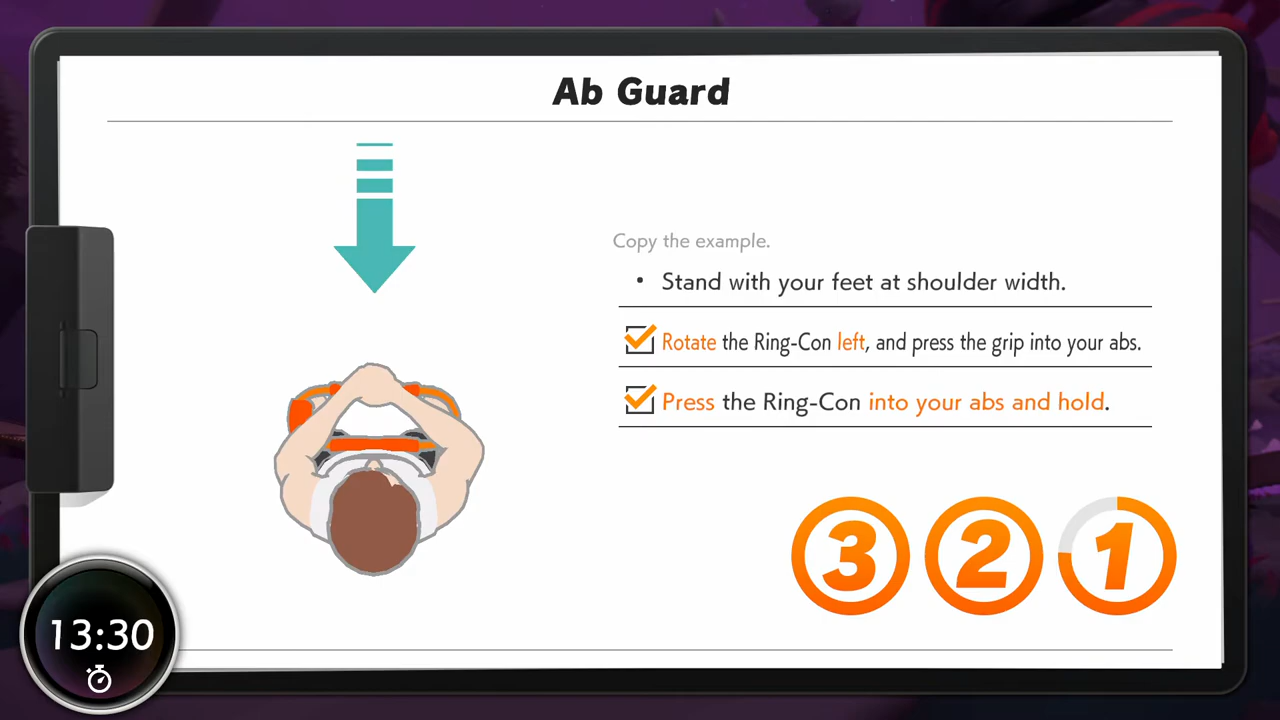 Ab Guard
Copy the example.
• Stand with your feet at shoulder width.
Rotate the Ring-Con left, and press the grip into your abs.
Press the Ring-Con into your abs and hold.
3 2 1
13:30